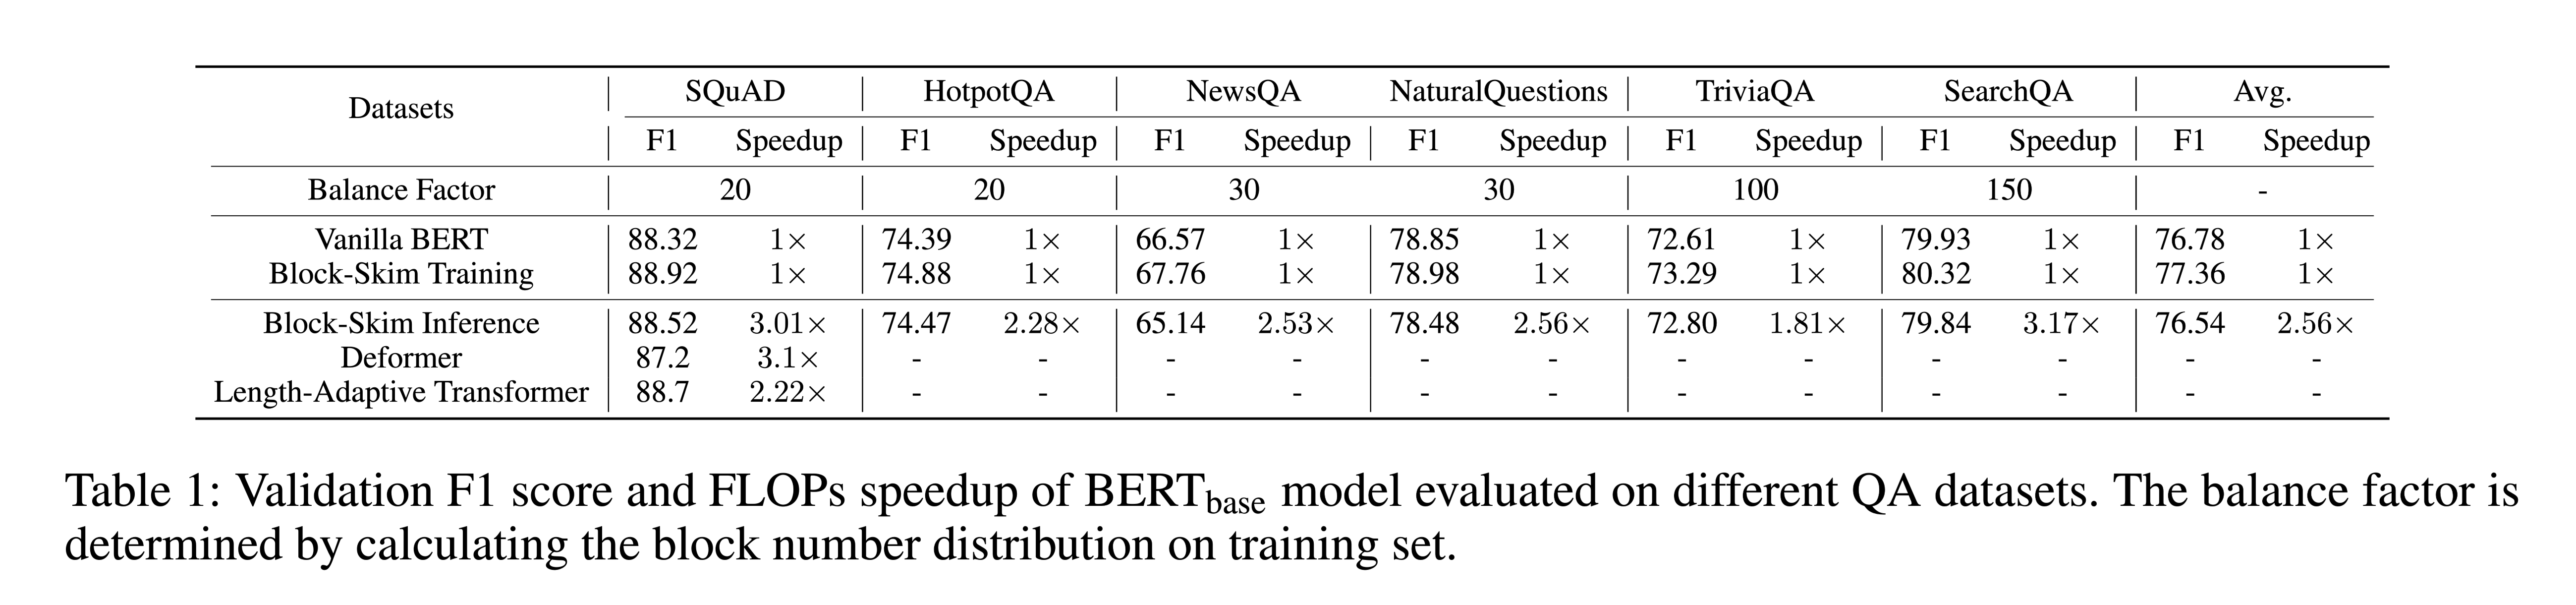 Datasets SQuAD HotpotQA NewsQA NaturalQuestions TriviaQA SearchQA Avg.
F1 Speedup F1 Speedup F1 Speedup F1 Speedup F1 Speedup F1 Speedup F1 Speedup
Balance Factor 20 20 30 30 100 150 -
Vanilla BERT 88.32 1× 74.39 1× 66.57 1× 78.85 1× 72.61 1× 79.93 1× 76.78 1×
Block-Skim Training 88.92 1× 74.88 1× 67.76 1× 78.98 1× 73.29 1× 80.32 1× 77.36 1×
Block-Skim Inference 88.52 3.01× 74.47 2.28× 65.14 2.53× 78.48 2.56× 72.80 1.81× 79.84 3.17× 76.54 2.56×
Deformer 87.2 3.1× - - - - - - - - - - - -
Length-Adaptive Transformer 88.7 2.22× - - - - - - - - - - - -
Table 1: Validation F1 score and FLOPs speedup of BERTbase model evaluated on different QA datasets. The balance factor is
determined by calculating the block number distribution on training set.